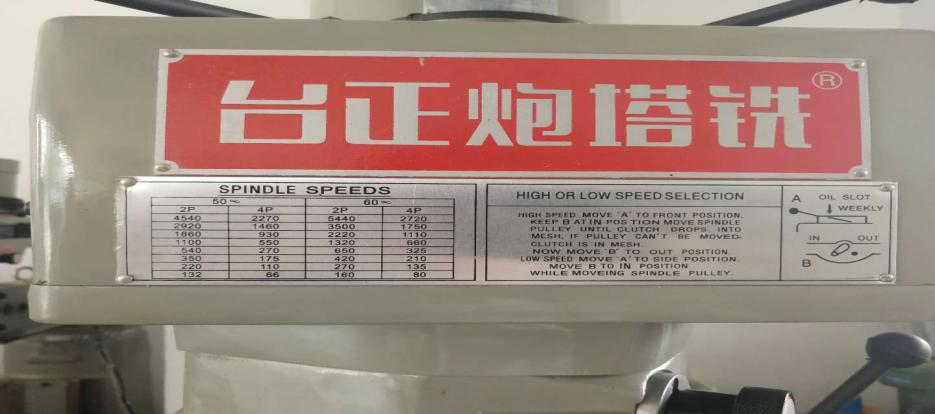 台正炮塔铣®
SPINDLE SPEEDS
50~ 60~
2P 4P 2P 4P
4540 2270 5440 2720
2920 1460 3500 1750
1860 930 2220 1110
1100 550 1320 660
540 270 650 325
350 175 420 210
220 110 270 135
132 66 160 80
HIGH OR LOW SPEED SELECTION
HIGH SPEED MOVE 'A' TO FRONT POSITION.
KEEP B AT IN POSITION MOVE SPINDLE
PULLEY UNTIL CLUTCH DROPS INTO
MESH, IF PULLEY CAN'T BE MOVED.
CLUTCH IS IN MESH.
NOW MOVE 'B' TO OUT POSITION.
LOW SPEED MOVE 'A' TO SIDE POSITION.
MOVE B TO IN POSITION
WHILE MOVEING SPINDLE PULLEY.
A OIL SLOT
↓ WEEKLY
IN OUT
B